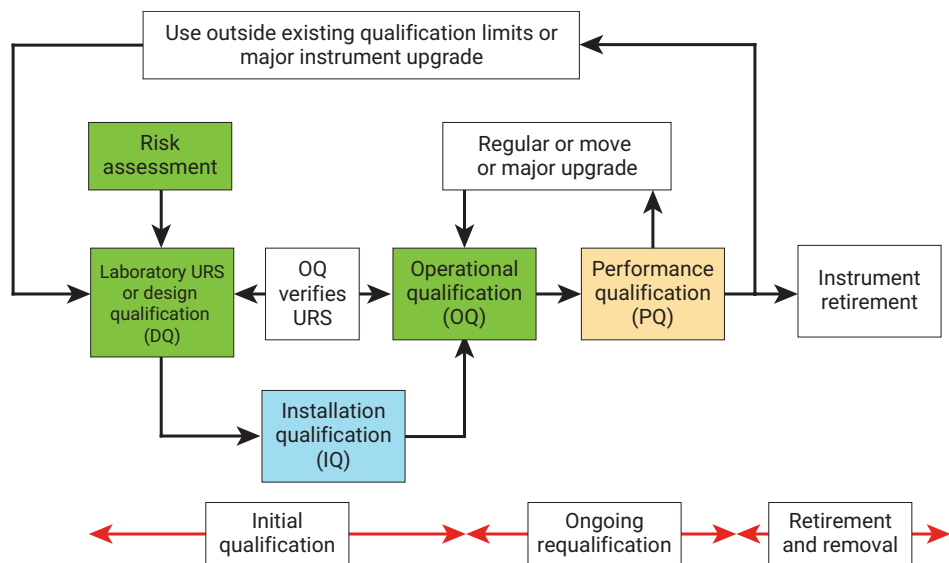 Use outside existing qualification limits or
major instrument upgrade
Risk
assessment
Regular or move
or major upgrade
Laboratory URS
or design
qualification
(DQ)
OQ
verifies
URS
Operational
qualification
(OQ)
Performance
qualification
(PQ)
Instrument
retirement
Installation
qualification
(IQ)
Initial
qualification
Ongoing
requalification
Retirement
and removal